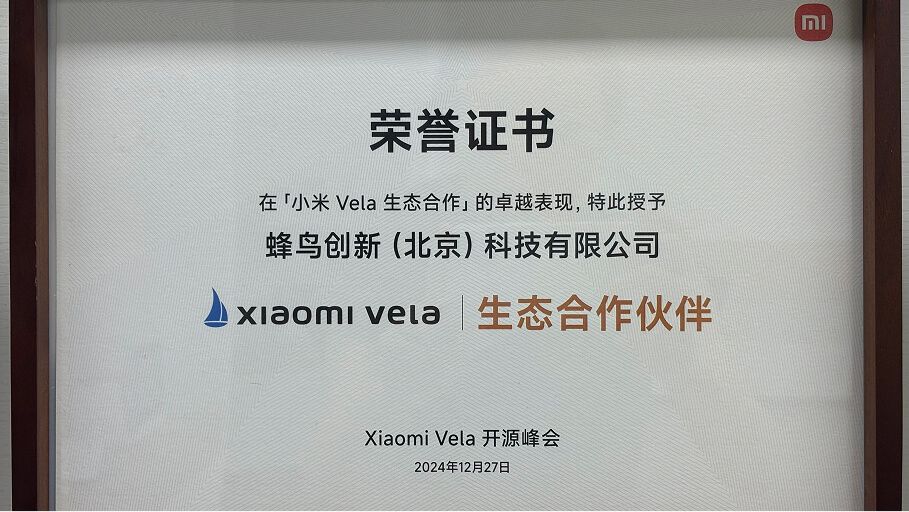 mi
荣誉证书
在「小米 Vela 生态合作」的卓越表现，特此授予
蜂鸟创新（北京）科技有限公司
xiaomi vela | 生态合作伙伴
Xiaomi Vela 开源峰会
2024年12月27日